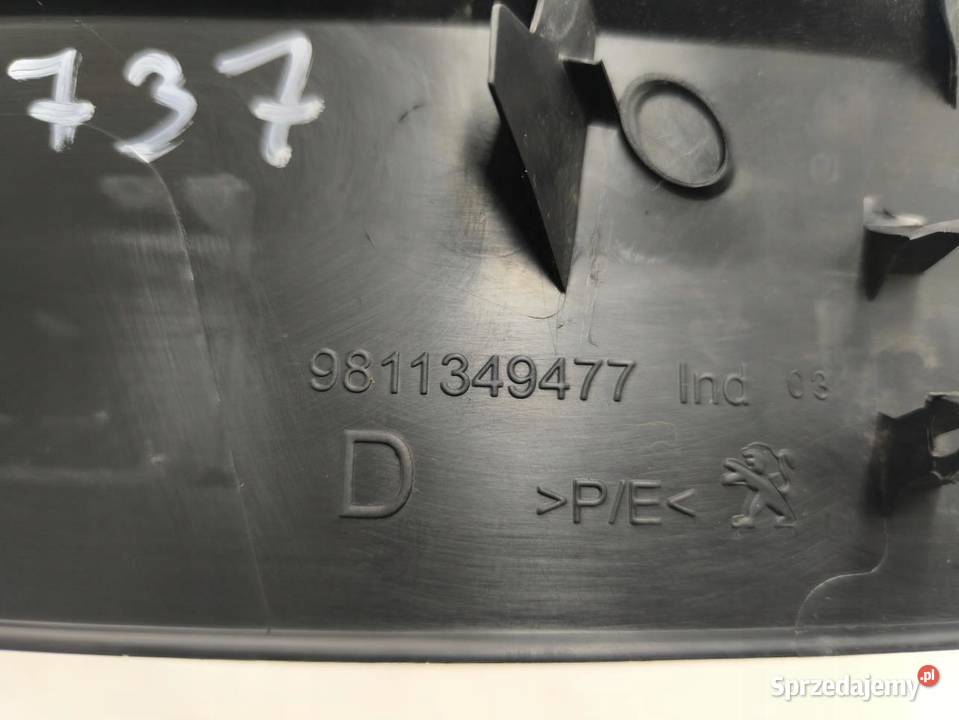 737
9811349477 Ind 03
D >P/E<
Sprzedajemy.pl